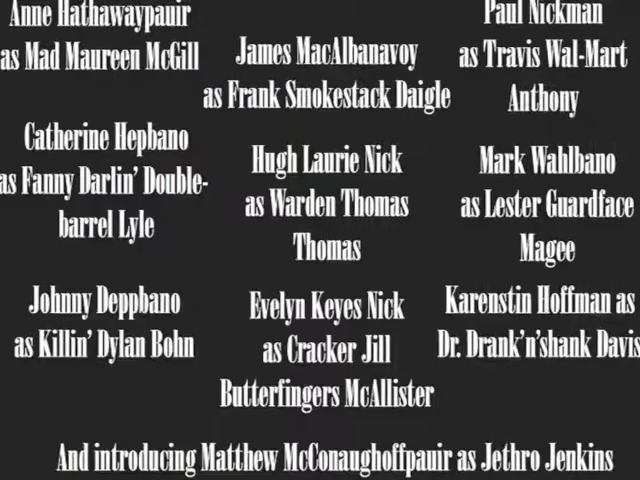 Anne Hathawaypauir
as Mad Maureen McGill
Catherine Hepbano
as Fanny Darlin' Double-
barrel Lyle
Johnny Deppbano
as Killin' Dylan Bohn
James MacAlbanavoy
as Frank Smokestack Daigle
Hugh Laurie Nick
as Warden Thomas
Thomas
Evelyn Keyes Nick
as Cracker Jill
Butterfingers McAllister
Paul Nickman
as Travis Wal-Mart
Anthony
Mark Wahlbano
as Lester Guardface
Magee
Karenstin Hoffman as
Dr. Drank'n'shank Davis
And introducing Matthew McConaughoffpauir as Jethro Jenkins